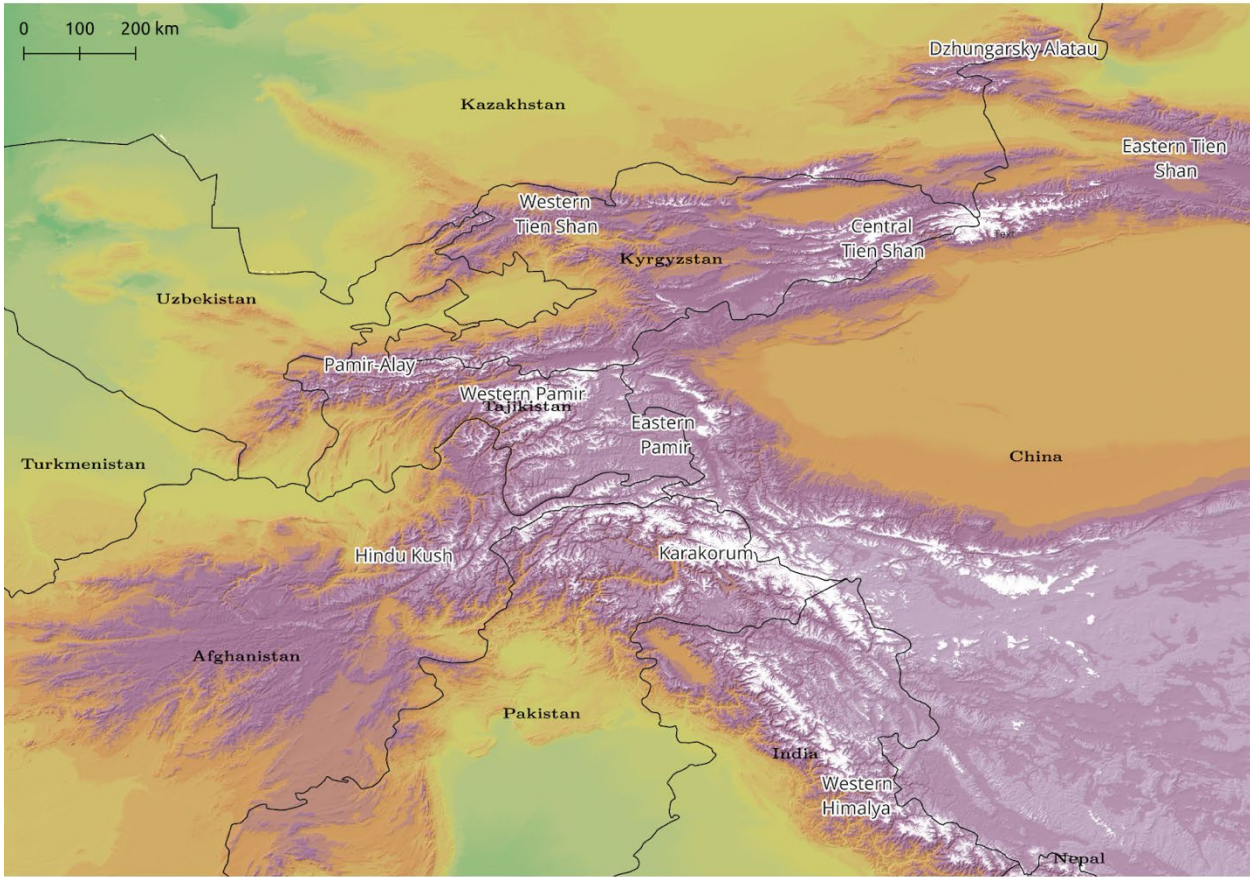 0 100 200 km
Dzhungarsky Alatau
Kazakhstan
Eastern Tien
Shan
Western
Tien Shan
Central
Tien Shan
Kyrgyzstan
Uzbekistan
Pamir-Alay
Western Pamir
Tajikistan
Eastern
Pamir
China
Turkmenistan
Hindu Kush
Karakorum
Afghanistan
Pakistan
India
Western
Himalya
Nepal